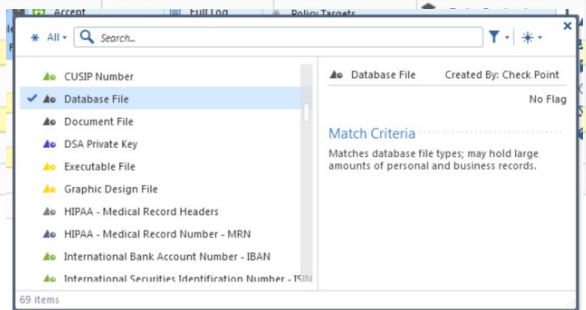 Accept
Full Log
Policy Targets
All
Search...
CUSIP Number
Database File
Document File
DSA Private Key
Executable File
Graphic Design File
HIPAA - Medical Record Headers
HIPAA - Medical Record Number - MRN
International Bank Account Number - IBAN
International Securities Identification Number - ISIN
69 items
Database File Created By: Check Point
No Flag
Match Criteria
Matches database file types; may hold large
amounts of personal and business records.